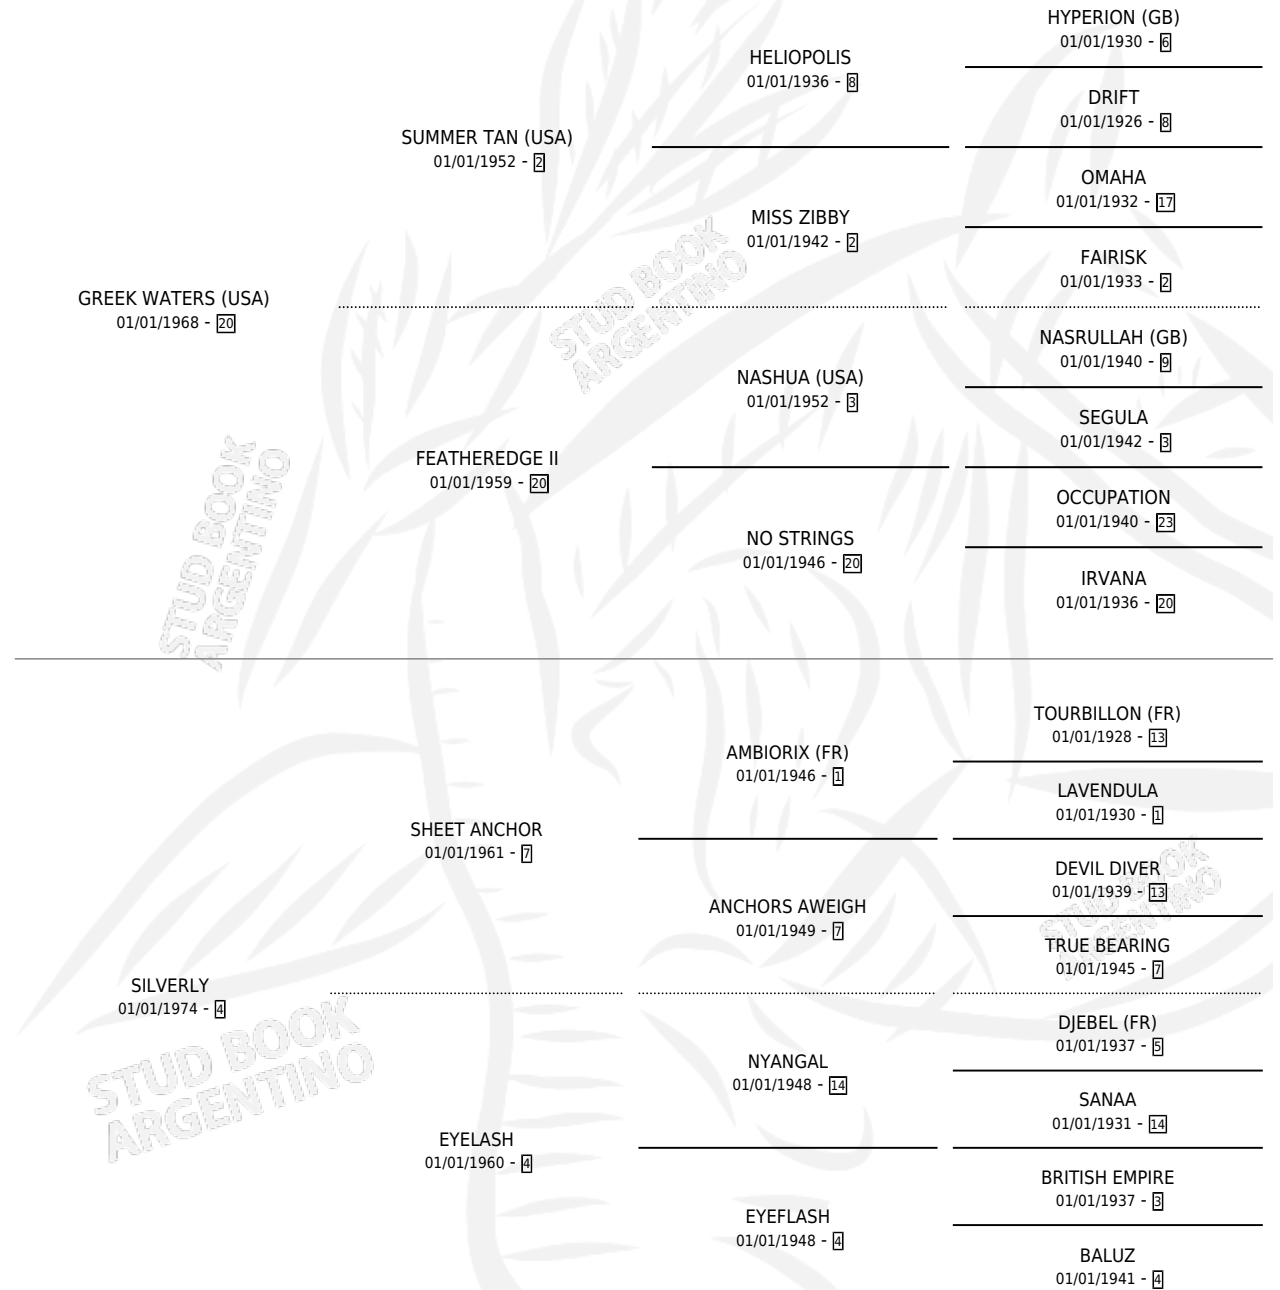 HYPERION (GB)
01/01/1930 - 6
HELIOPOLIS
01/01/1936 - 8
DRIFT
01/01/1926 - 8
SUMMER TAN (USA)
01/01/1952 - 2
OMAHA
01/01/1932 - 17
MISS ZIBBY
01/01/1942 - 2
FAIRISK
01/01/1933 - 2
GREEK WATERS (USA)
01/01/1968 - 20
STUD BOOK
ARGENTINO
NASRULLAH (GB)
01/01/1940 - 9
NASHUA (USA)
01/01/1952 - 3
SEGULA
01/01/1942 - 3
FEATHEREDGE II
01/01/1959 - 20
OCCUPATION
01/01/1940 - 23
NO STRINGS
01/01/1946 - 20
IRVANA
01/01/1936 - 20
STUD BOOK
ARGENTINO
TOURBILLON (FR)
01/01/1928 - 13
AMBIORIX (FR)
01/01/1946 - 1
LAVENDULA
01/01/1930 - 1
SHEET ANCHOR
01/01/1961 - 7
DEVIL DIVER
01/01/1939 - 13
STUD BOOK
ARGENTINO
ANCHORS AWEIGH
01/01/1949 - 7
TRUE BEARING
01/01/1945 - 7
SILVERLY
01/01/1974 - 4
DJEBEL (FR)
01/01/1937 - 5
NYANGAL
01/01/1948 - 14
SANAA
01/01/1931 - 14
STUD BOOK
ARGENTINO
EYELASH
01/01/1960 - 4
BRITISH EMPIRE
01/01/1937 - 3
EYEFLASH
01/01/1948 - 4
BALUZ
01/01/1941 - 4